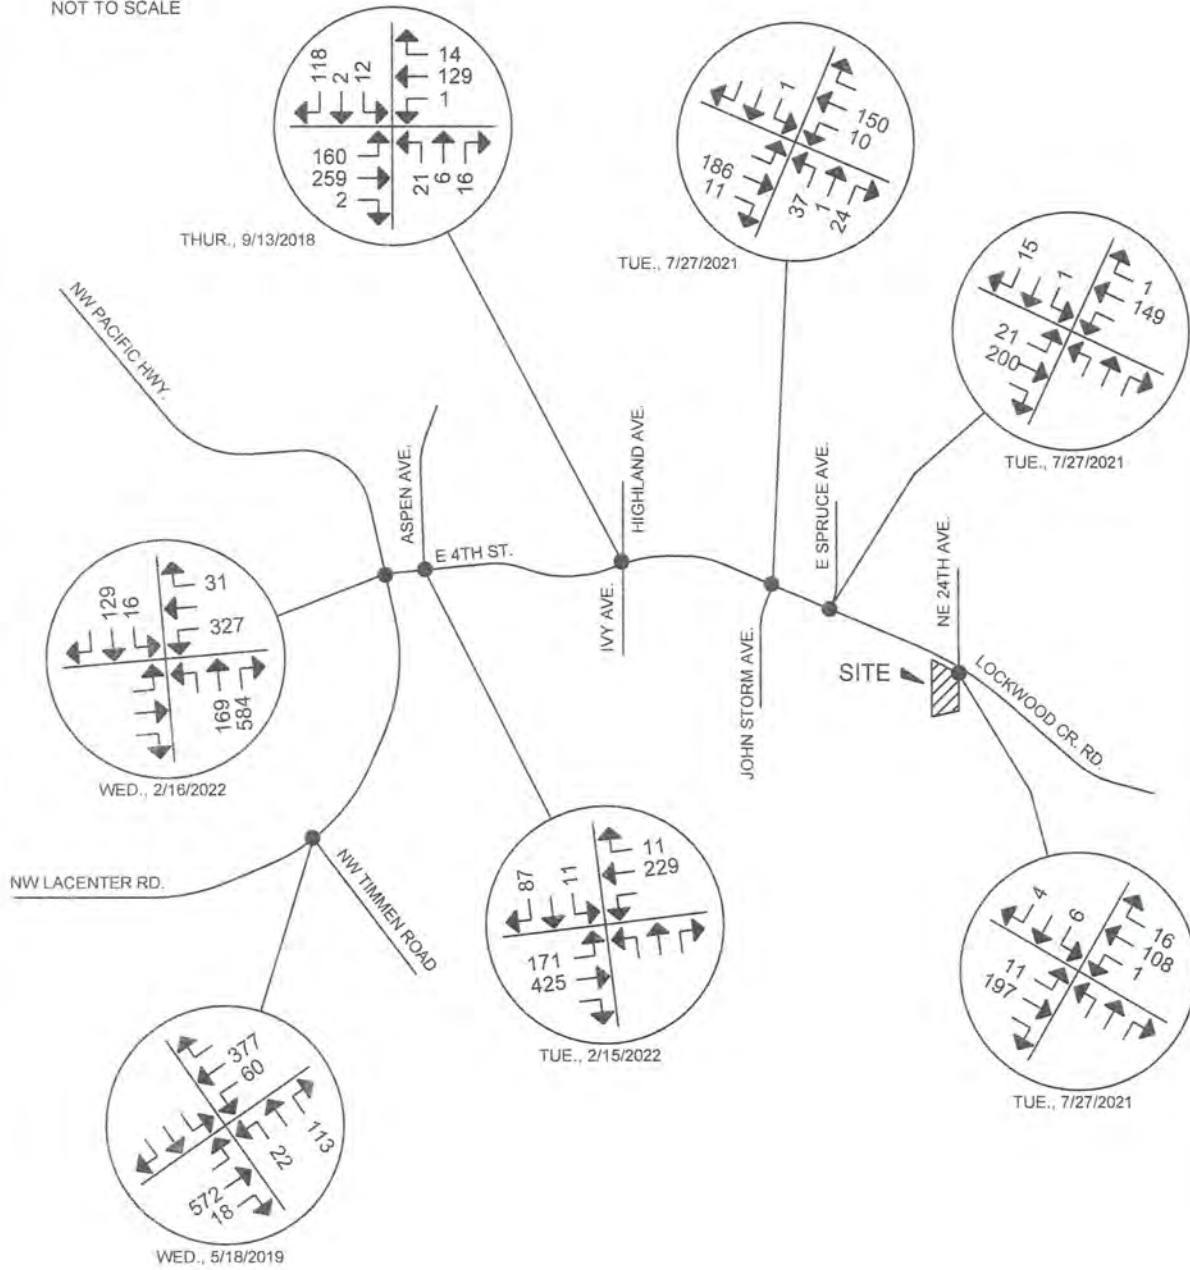 NOT TO SCALE
118
2
12
14
129
1
160
259
2
21
6
16
THUR., 9/13/2018
1
150
10
186
11
37
1
24
TUE., 7/27/2021
15
1
1
149
21
200
TUE., 7/27/2021
NW PACIFIC HWY.
ASPEN AVE.
E 4TH ST.
HIGHLAND AVE.
IVY AVE.
JOHN STORM AVE.
E SPRUCE AVE.
NE 24TH AVE.
SITE
LOCKWOOD CR. RD.
129
16
31
327
169
584
WED., 2/16/2022
NW LACENTER RD.
NW TIMMEN ROAD
87
11
11
229
171
425
TUE., 2/15/2022
4
6
16
108
1
11
197
TUE., 7/27/2021
377
60
572
18
22
113
WED., 5/18/2019